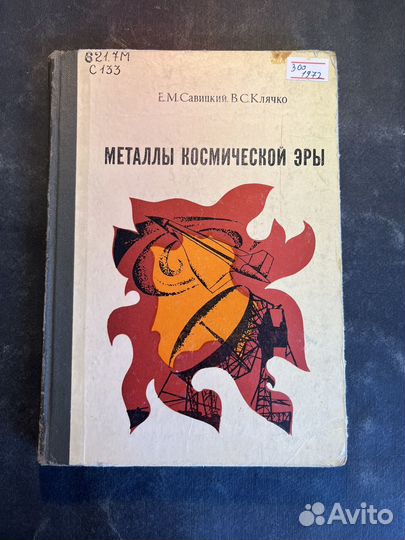 621.7М
С133
300
1972
Е.М.Савицкий, В.С.Клячко
МЕТАЛЛЫ КОСМИЧЕСКОЙ ЭРЫ
Avito